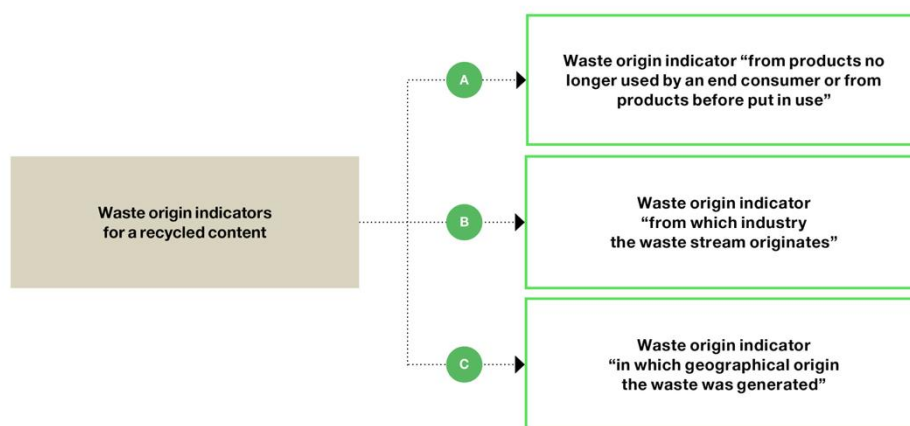 Waste origin indicators
for a recycled content
A
Waste origin indicator “from products no
longer used by an end consumer or from
products before put in use”
B
Waste origin indicator
“from which industry
the waste stream originates”
C
Waste origin indicator
“in which geographical origin
the waste was generated”